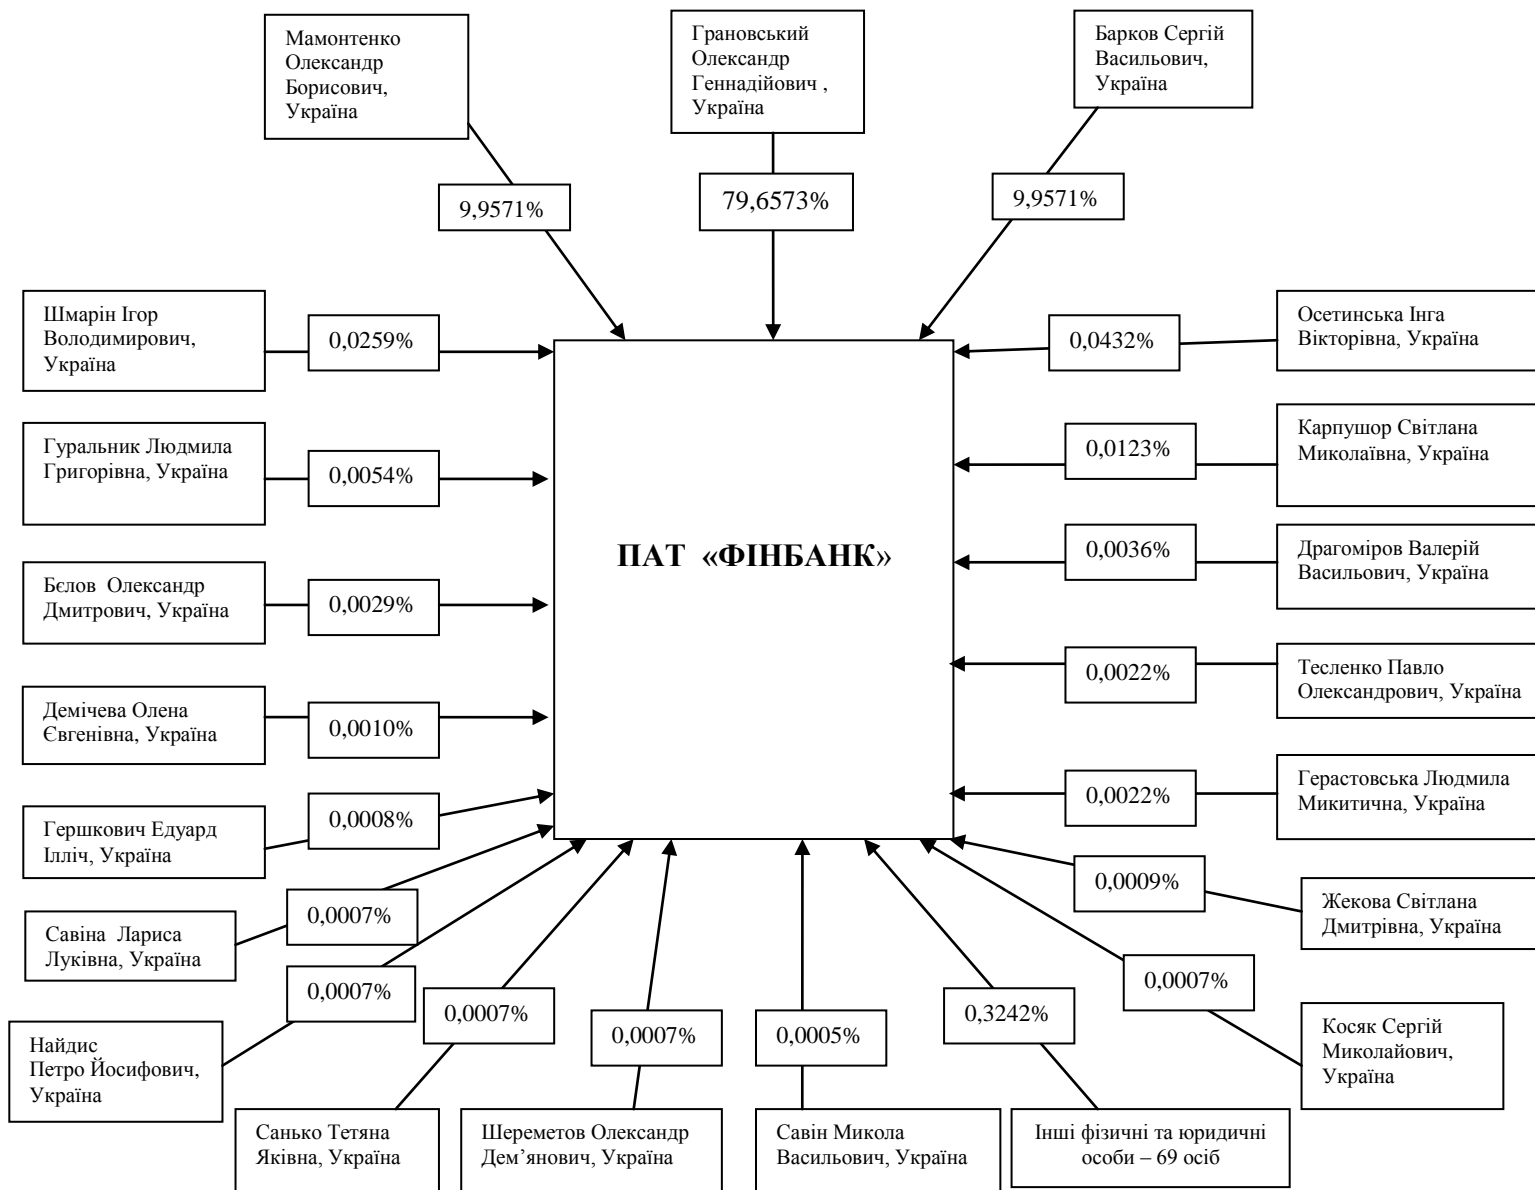 Мамонтенко
Олександр
Борисович,
Україна
Грановський
Олександр
Геннадійович ,
Україна
Барков Сергій
Васильович,
Україна
9,9571%
79,6573%
9,9571%
Шмарін Ігор
Володимирович,
Україна
0,0259%
0,0432%
Осетинська Інга
Вікторівна, Україна
Гуральник Людмила
Григорівна, Україна
0,0054%
0,0123%
Карпушор Світлана
Миколаївна, Україна
ПАТ «ФІНБАНК»
Бєлов Олександр
Дмитрович, Україна
0,0029%
0,0036%
Драгоміров Валерій
Васильович, Україна
Демічева Олена
Євгенівна, Україна
0,0010%
0,0022%
Тесленко Павло
Олександрович, Україна
Гершкович Едуард
Ілліч, Україна
0,0008%
0,0022%
Герастовська Людмила
Микитична, Україна
Савіна Лариса
Луківна, Україна
0,0007%
0,0009%
Жекова Світлана
Дмитрівна, Україна
Найдис
Петро Йосифович,
Україна
0,0007%
0,0007%
0,0007%
0,0005%
0,3242%
0,0007%
Косяк Сергій
Миколайович,
Україна
Санько Тетяна
Яківна, Україна
Шереметов Олександр
Дем’янович, Україна
Савін Микола
Васильович, Україна
Інші фізичні та юридичні
особи – 69 осіб